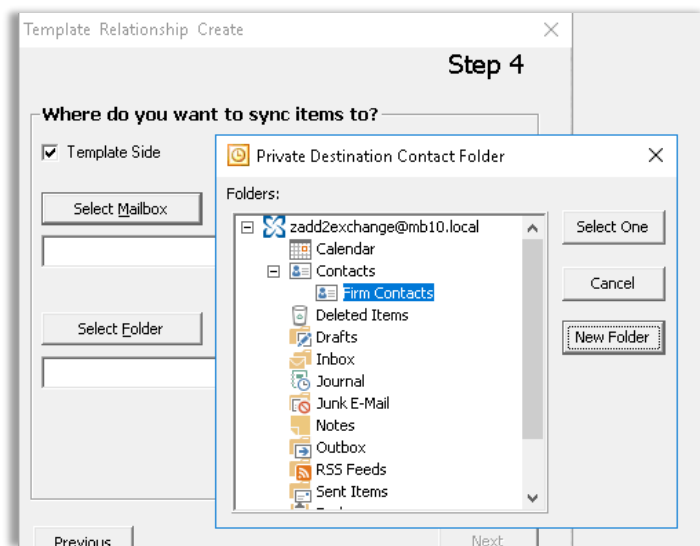 Template Relationship Create
Step 4
Where do you want to sync items to?
Template Side
Select Mailbox
Select Folder
Previous
Next
Private Destination Contact Folder
Folders:
zadd2exchange@mb10.local
Calendar
Contacts
Firm Contacts
Deleted Items
Drafts
Inbox
Journal
Junk E-Mail
Notes
Outbox
RSS Feeds
Sent Items
Select One
Cancel
New Folder